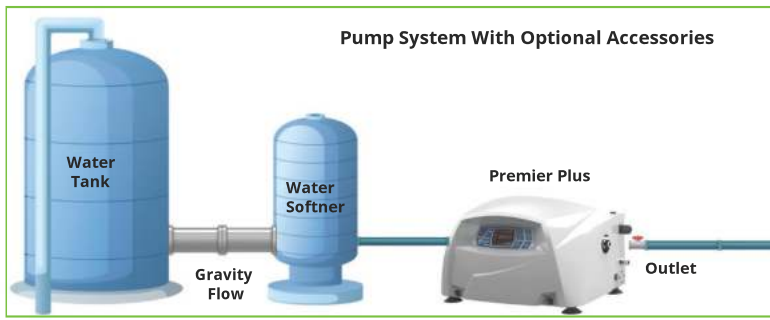 Pump System With Optional Accessories
Water
Tank
Water
Softner
Premier Plus
Gravity
Flow
Outlet